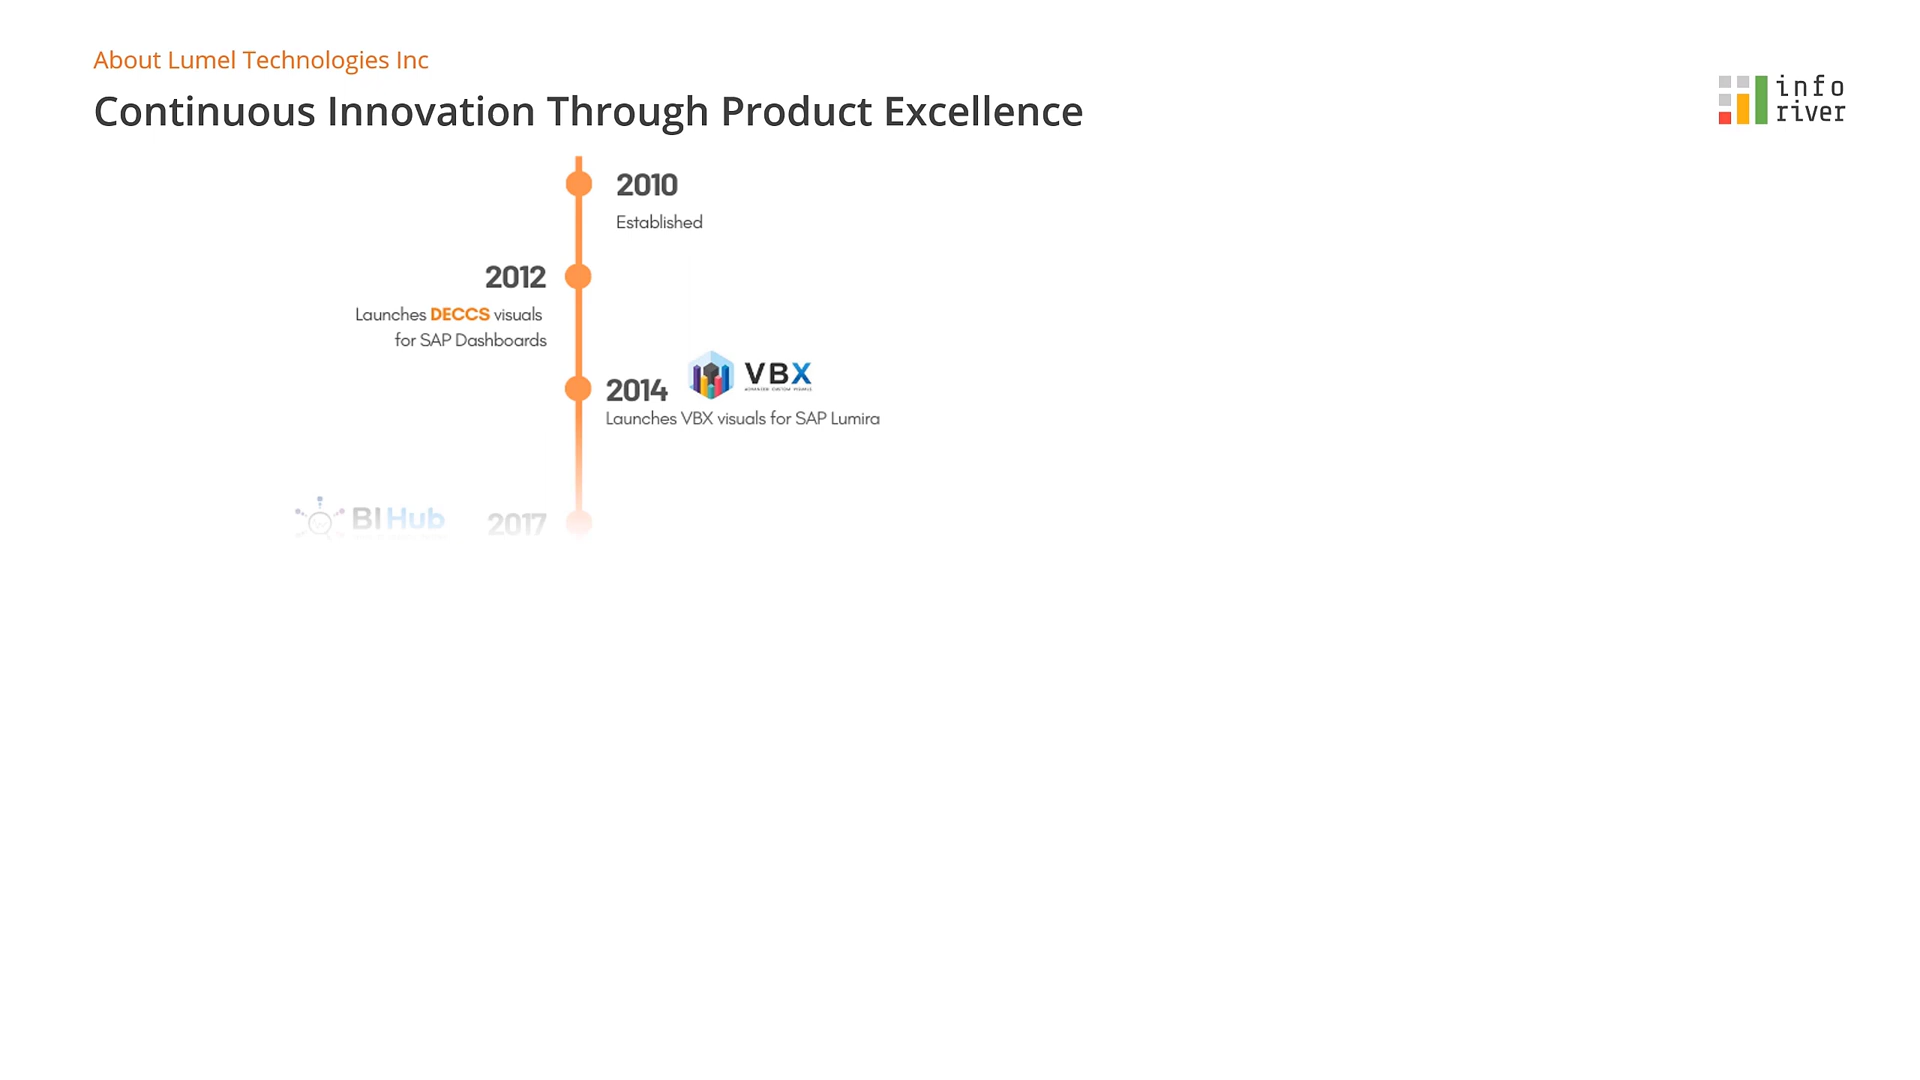 About Lumel Technologies Inc
Continuous Innovation Through Product Excellence
info
river
2010
Established
2012
Launches DECCS visuals
for SAP Dashboards
VBX
2014
Launches VBX visuals for SAP Lumira
BI Hub
2017